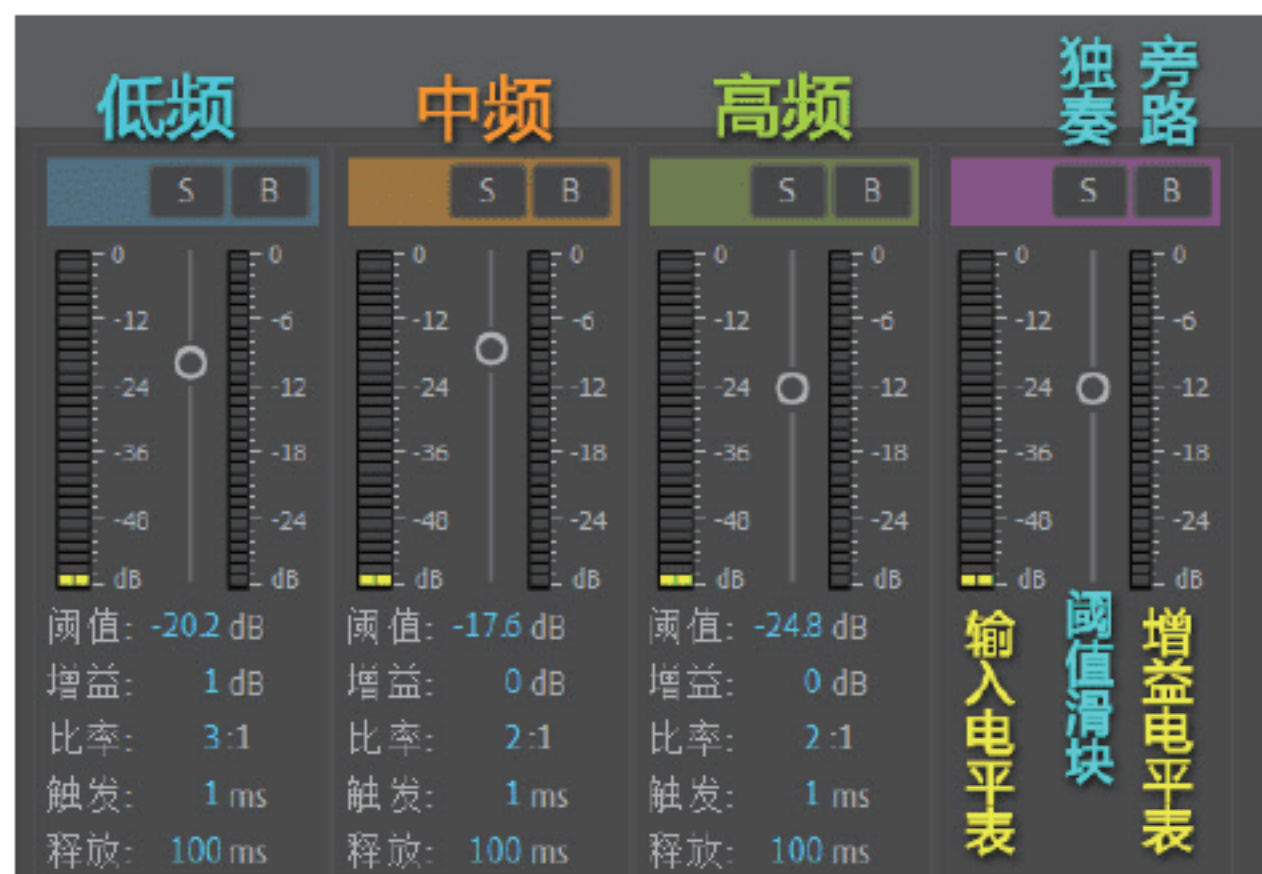 低频 中频 高频 独奏 旁路
S B S B S B S B
0 0 0 0 0 0 0 0
-12 -6 -12 -6 -12 -6 -12 -6
-24 -12 -24 -12 -24 -12 -24 -12
-36 -18 -36 -18 -36 -18 -36 -18
-48 -24 -48 -24 -48 -24 -48 -24
dB dB dB dB dB dB dB dB
阈值: -20.2 dB 阈值: -17.6 dB 阈值: -24.8 dB
增益: 1 dB 增益: 0 dB 增益: 0 dB
比率: 3 :1 比率: 2 :1 比率: 2 :1
触发: 1 ms 触发: 1 ms 触发: 1 ms
释放: 100 ms 释放: 100 ms 释放: 100 ms
输入电平表
阈值滑块
增益电平表